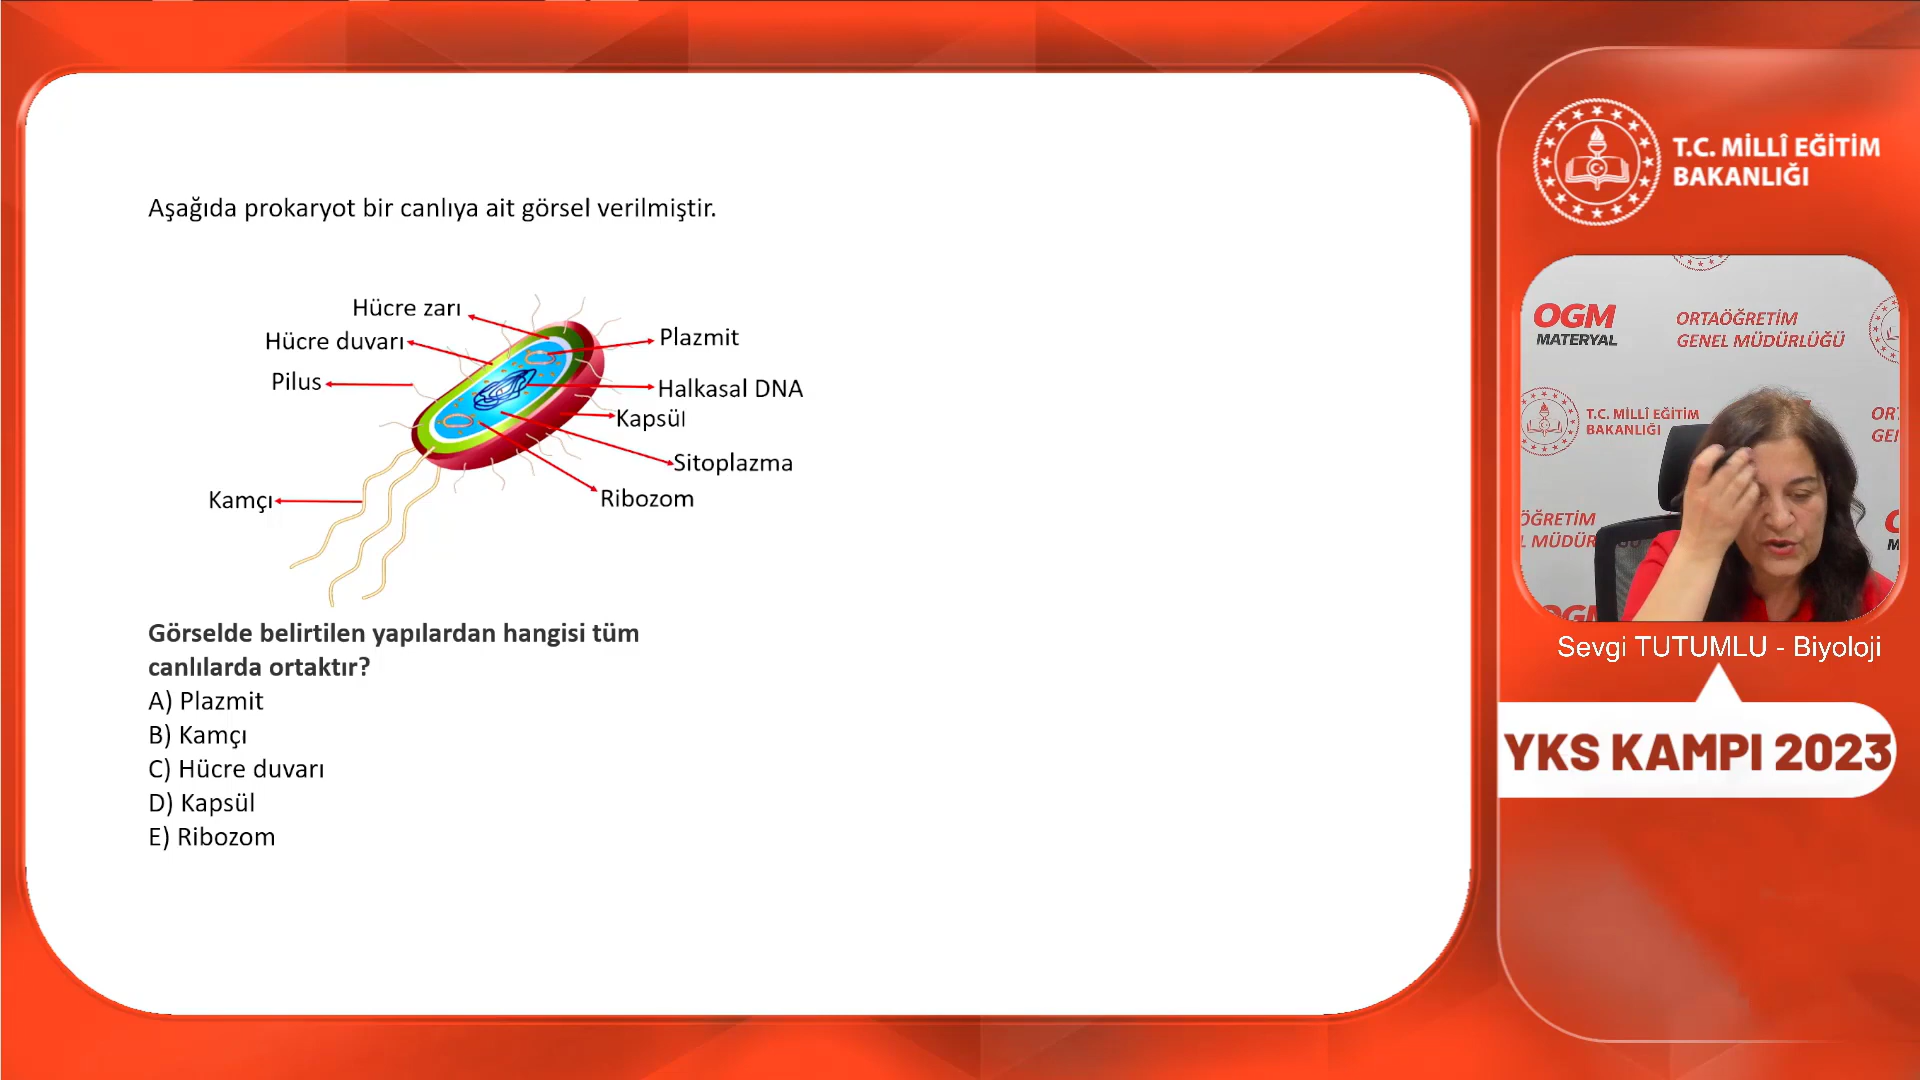 Aşağıda prokaryot bir canlıya ait görsel verilmiştir.
Hücre zarı
Hücre duvarı
Pilus
Kamçı
Plazmit
Halkasal DNA
Kapsül
Sitoplazma
Ribozom
Görselde belirtilen yapılardan hangisi tüm
canlılarda ortaktır?
A) Plazmit
B) Kamçı
C) Hücre duvarı
D) Kapsül
E) Ribozom
T.C. MİLLÎ EĞİTİM
BAKANLIĞI
OGM
MATERYAL
ORTAÖĞRETİM
GENEL MÜDÜRLÜĞÜ
T.C. MİLLÎ EĞİTİM
BAKANLIĞI
Sevgi TUTUMLU - Biyoloji
YKS KAMPI 2023